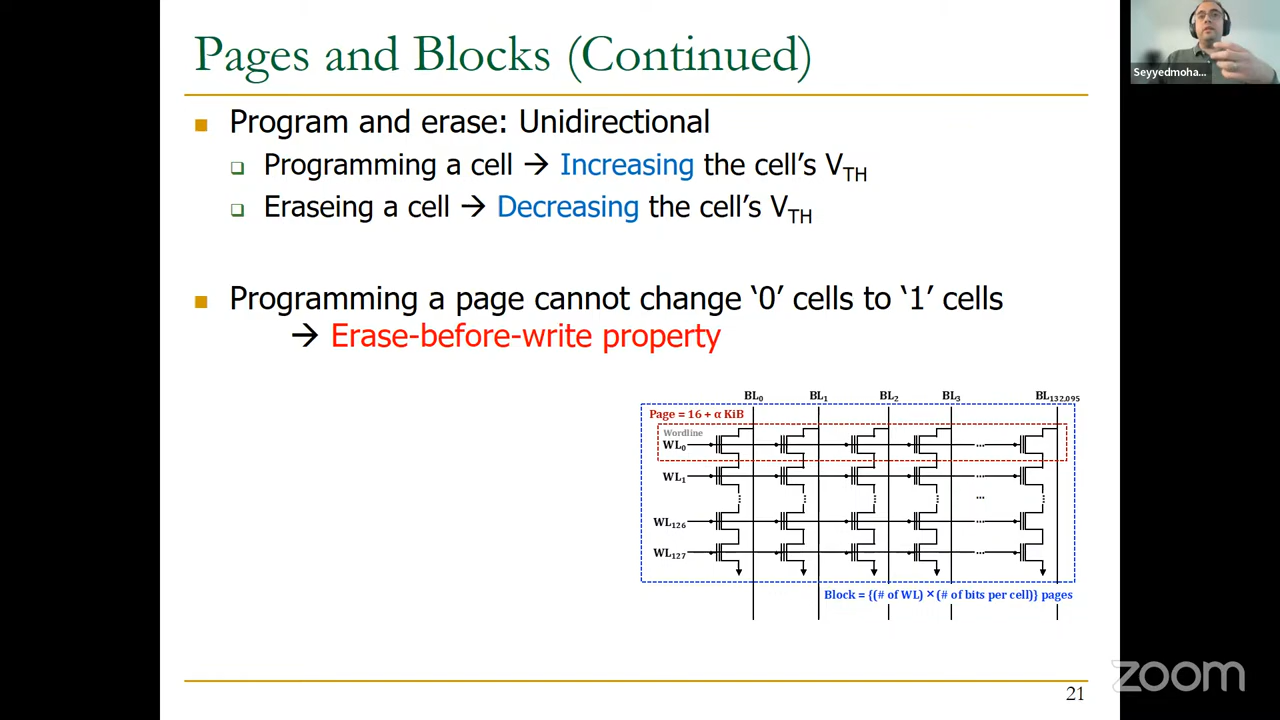 Pages and Blocks (Continued)
Seyyedmoha...
Program and erase: Unidirectional
Programming a cell → Increasing the cell's VTH
Eraseing a cell → Decreasing the cell's VTH
Programming a page cannot change '0' cells to '1' cells
→ Erase-before-write property
BL0 BL1 BL2 BL3 BL132,095
Page = 16 + α KiB
Wordline
WL0 ...
WL1 ...
...
WL126 ...
WL127 ...
Block = {(# of WL) × (# of bits per cell)} pages
zoom
21